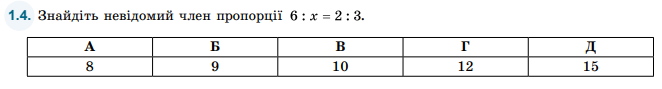 1.4. Знайдіть невідомий член пропорції 6 : x = 2 : 3.
А Б В Г Д
8 9 10 12 15